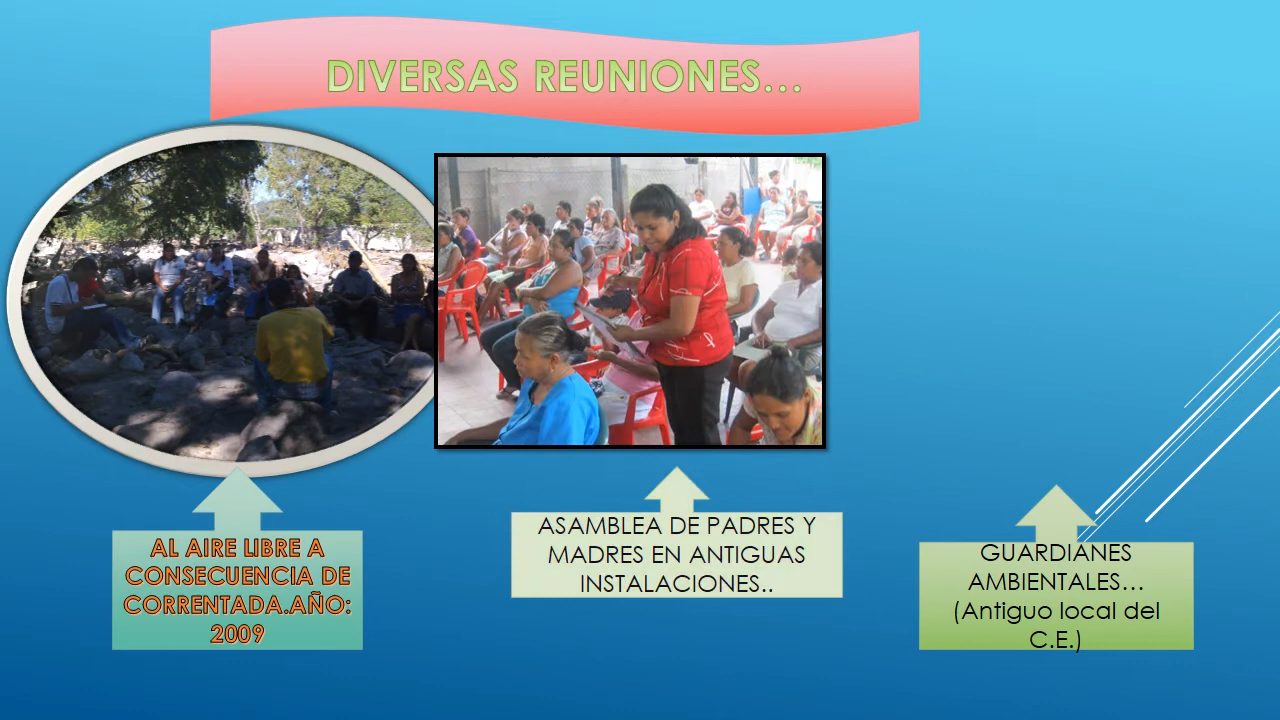 DIVERSAS REUNIONES...
AL AIRE LIBRE A
CONSECUENCIA DE
CORRENTADA.AÑO:
2009
ASAMBLEA DE PADRES Y
MADRES EN ANTIGUAS
INSTALACIONES..
GUARDIANES
AMBIENTALES...
(Antiguo local del
C.E.)